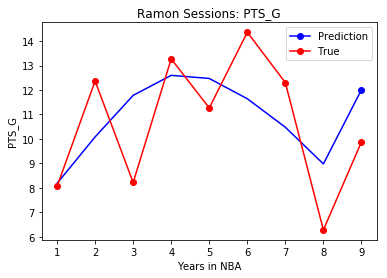 Ramon Sessions: PTS_G
Prediction
True
PTS_G
14
13
12
11
10
9
8
7
6
1 2 3 4 5 6 7 8 9
Years in NBA